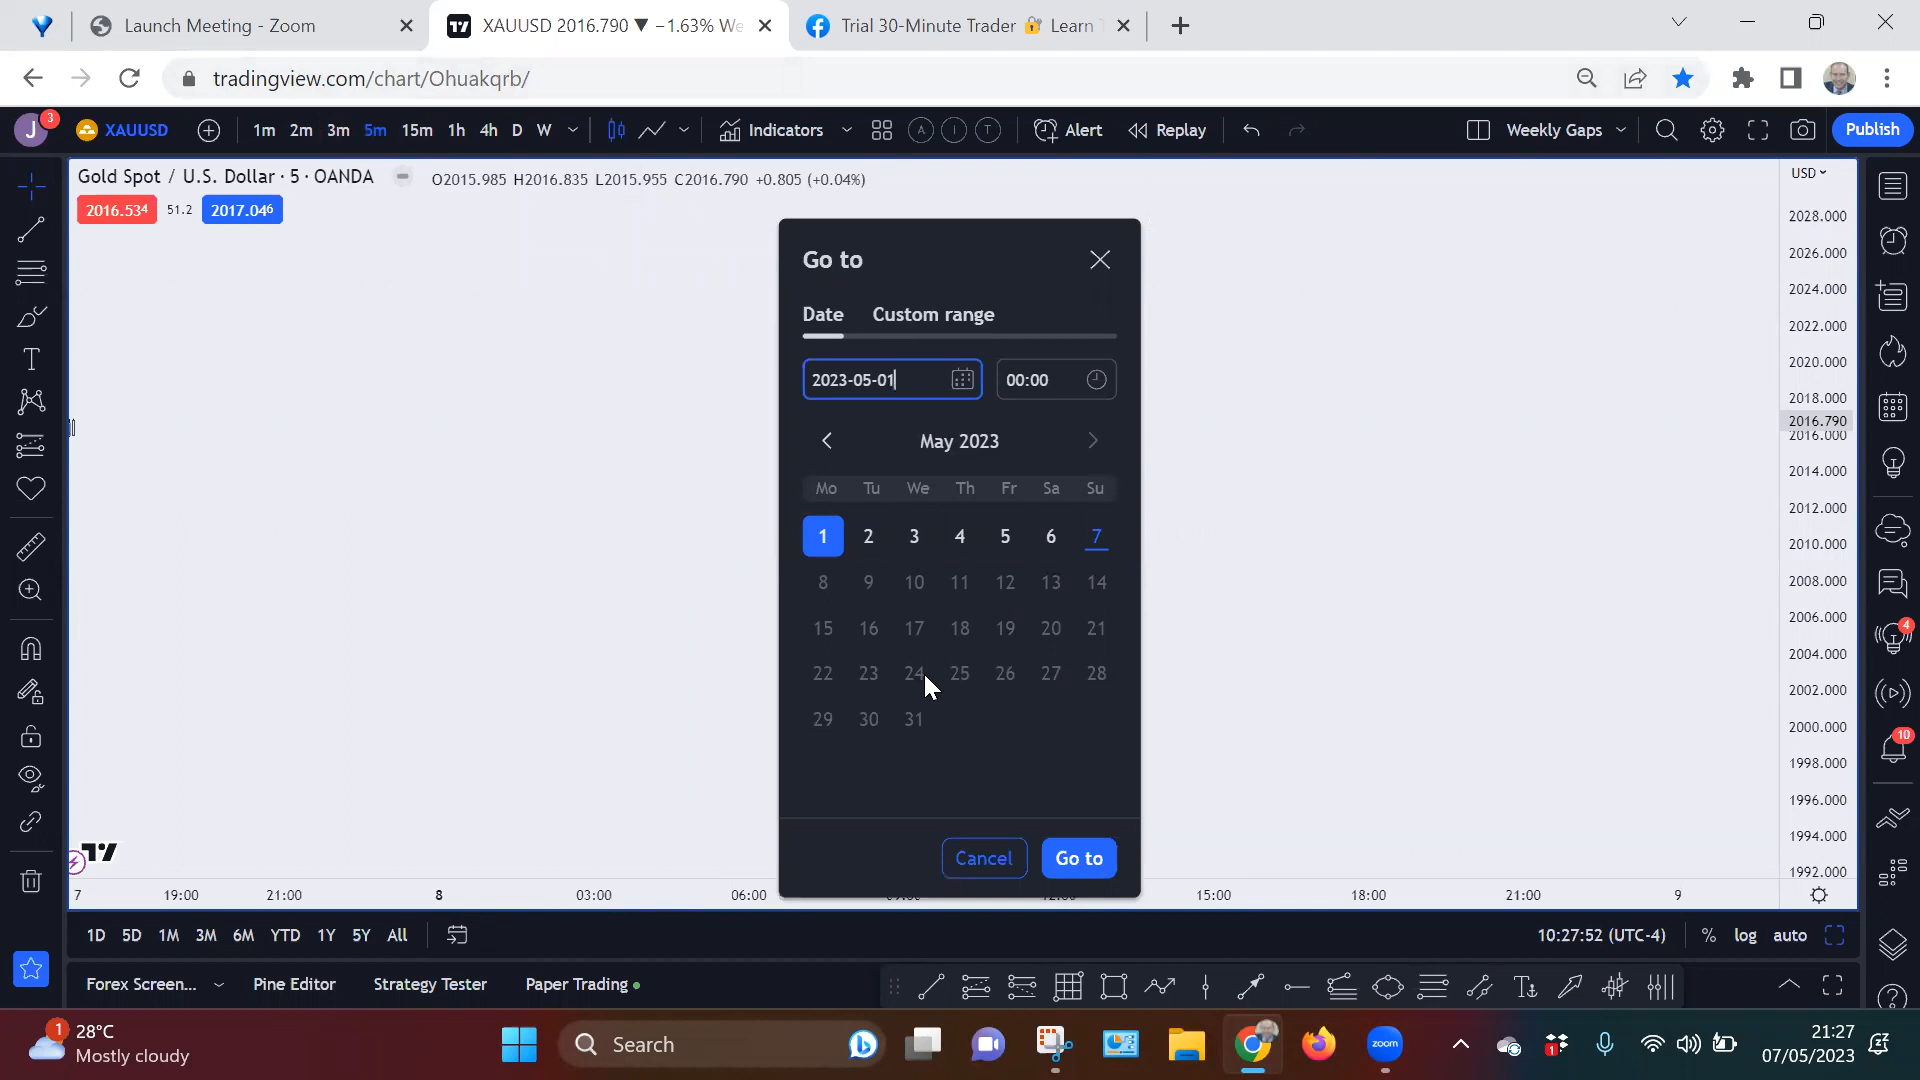 Launch Meeting - Zoom
XAUUSD 2016.790 ▼ −1.63% We
Trial 30-Minute Trader 🔐 Learn
tradingview.com/chart/Ohuakqrb/
J 3 XAUUSD 1m 2m 3m 5m 15m 1h 4h D W Indicators A I T Alert Replay Weekly Gaps Publish
Gold Spot / U.S. Dollar · 5 · OANDA O2015.985 H2016.835 L2015.955 C2016.790 +0.805 (+0.04%)
USD
2016.534 51.2 2017.046
2028.000
2026.000
2024.000
2022.000
2020.000
2018.000
2016.790
2016.000
2014.000
2012.000
2010.000
2008.000
2006.000
2004.000
2002.000
2000.000
1998.000
1996.000
1994.000
1992.000
4
10
Go to
Date Custom range
2023-05-01 00:00
May 2023
Mo Tu We Th Fr Sa Su
1 2 3 4 5 6 7
8 9 10 11 12 13 14
15 16 17 18 19 20 21
22 23 24 25 26 27 28
29 30 31
Cancel Go to
7 19:00 21:00 8 03:00 06:00 15:00 18:00 21:00 9
1D 5D 1M 3M 6M YTD 1Y 5Y All 10:27:52 (UTC-4) % log auto
Forex Screen... Pine Editor Strategy Tester Paper Trading
1 28°C
Mostly cloudy
Search
zoom
1
21:27
07/05/2023